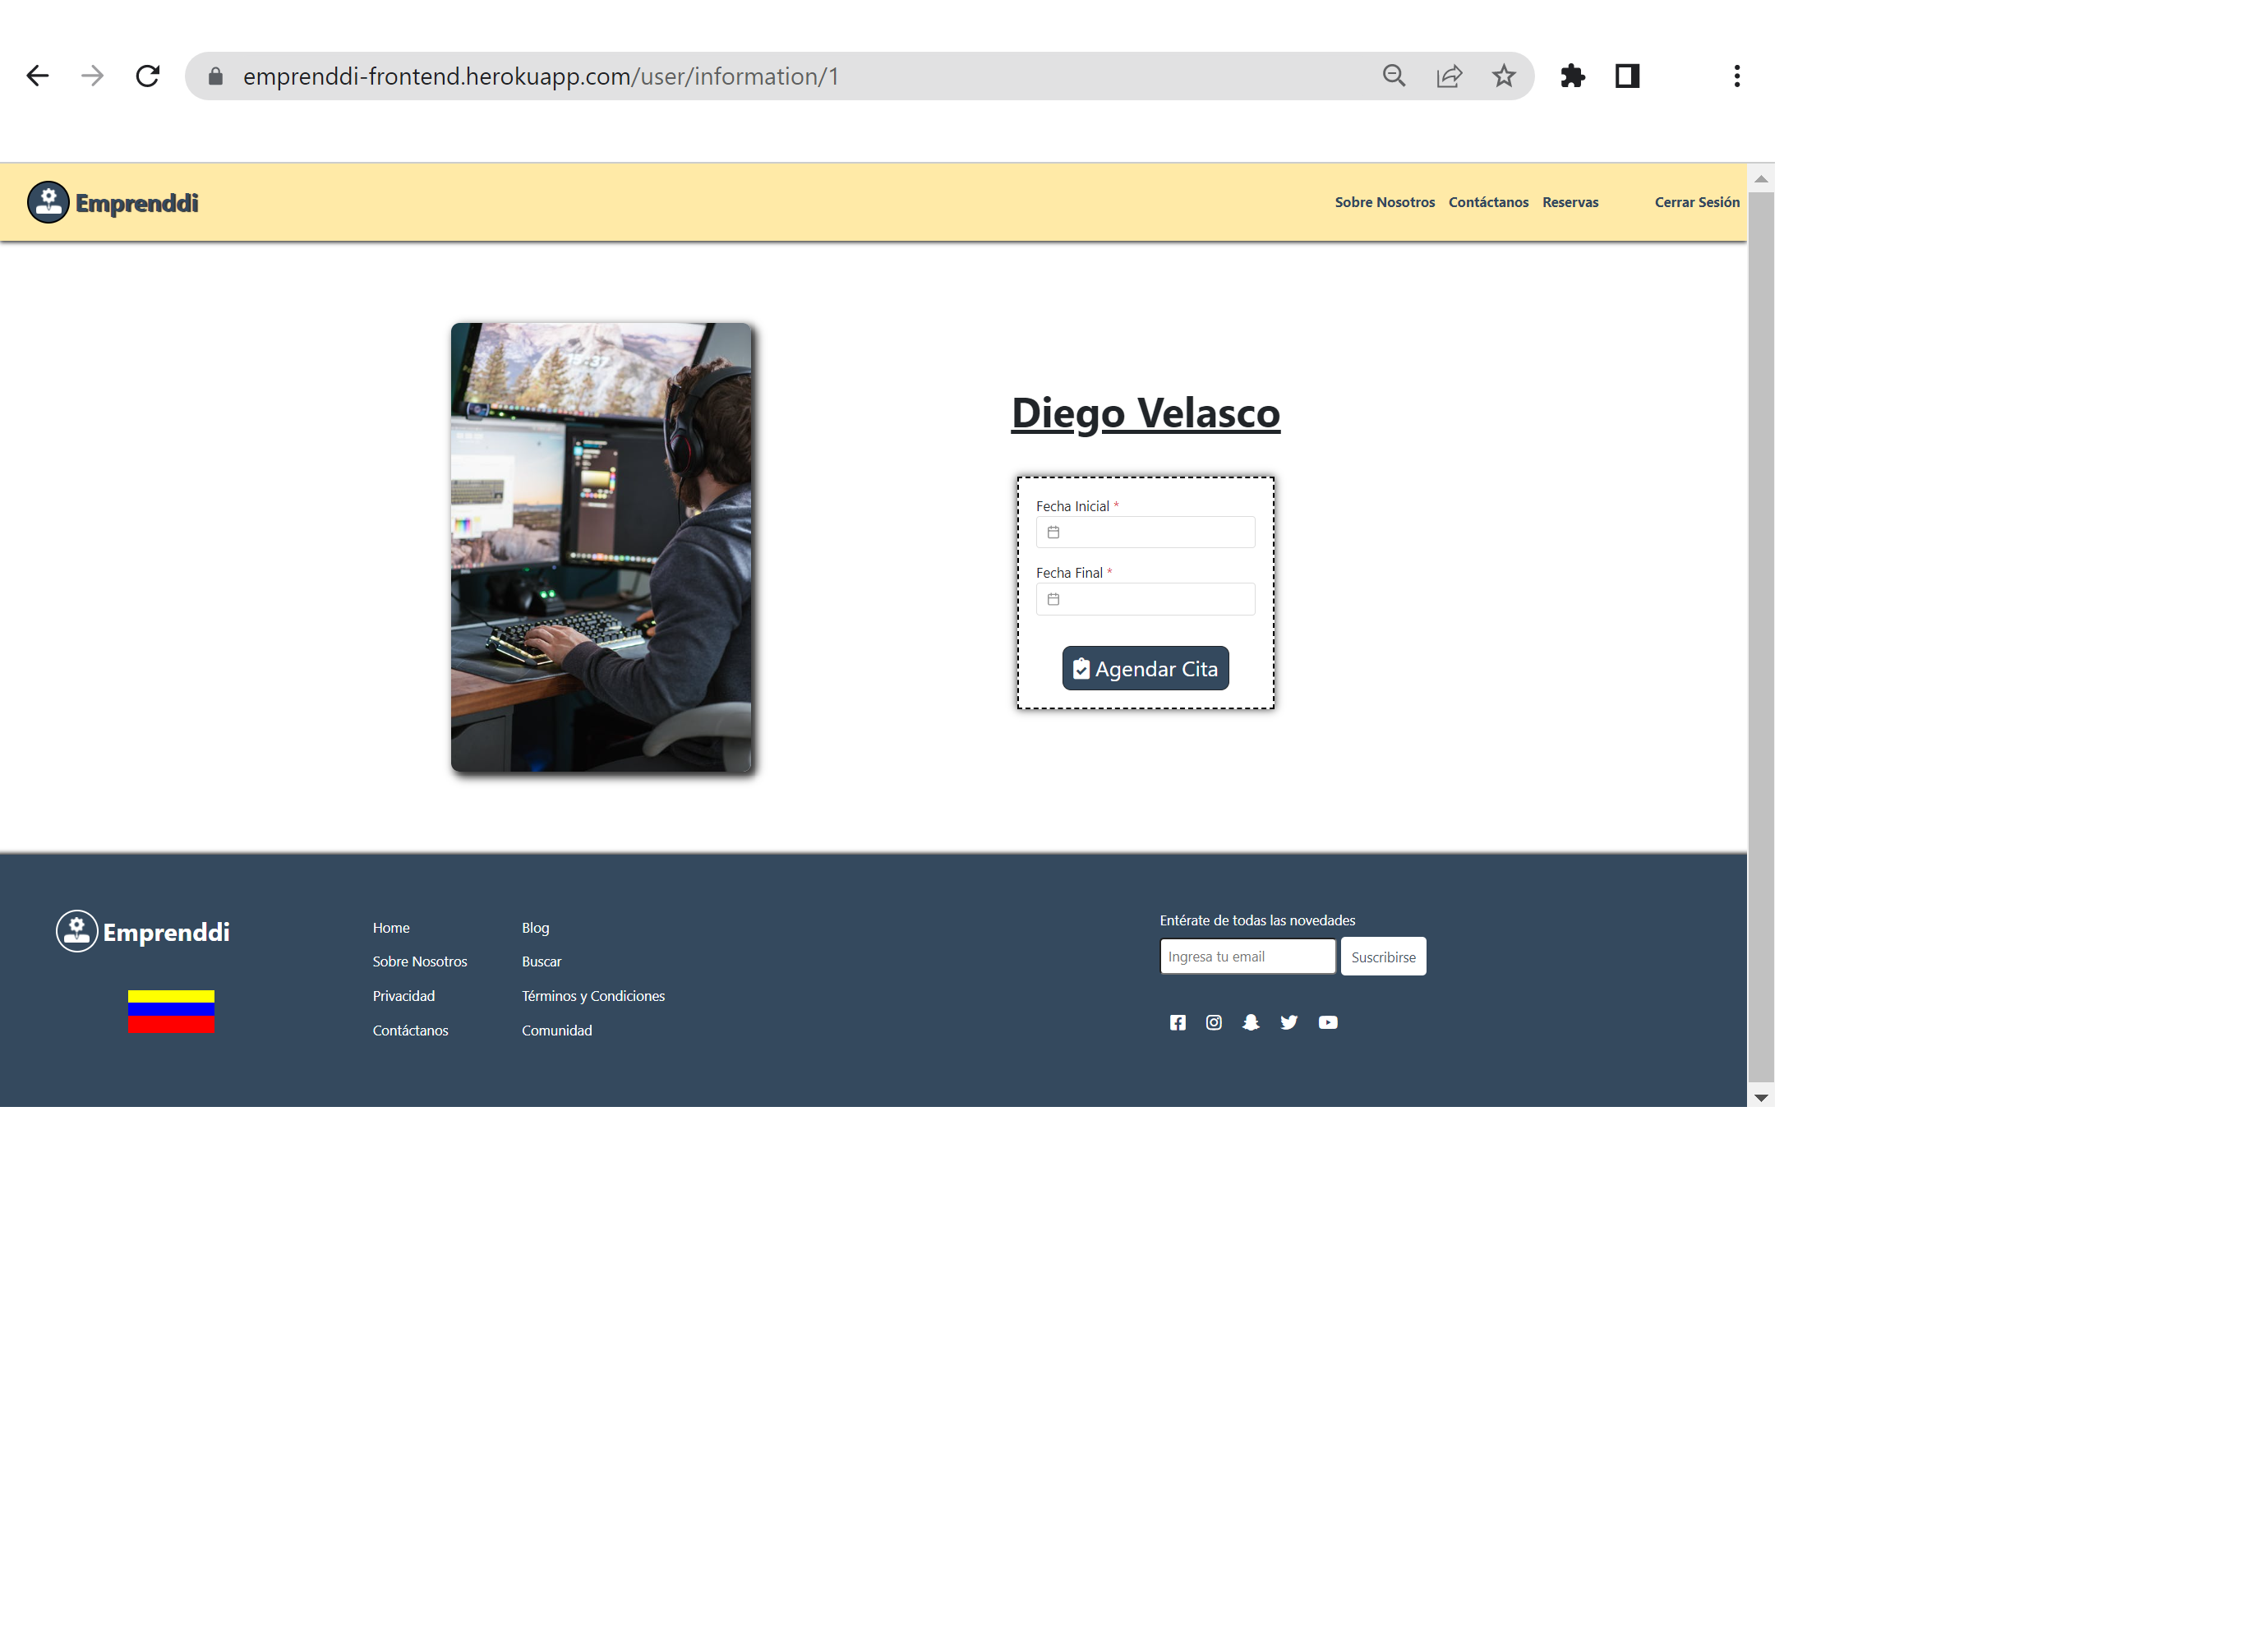 emprenddi-frontend.herokuapp.com/user/information/1
Emprenddi
Sobre Nosotros Contáctanos Reservas Cerrar Sesión
15:37
Diego Velasco
Fecha Inicial *
Fecha Final *
Agendar Cita
Emprenddi
Home
Sobre Nosotros
Privacidad
Contáctanos
Blog
Buscar
Términos y Condiciones
Comunidad
Entérate de todas las novedades
Ingresa tu email
Suscribirse